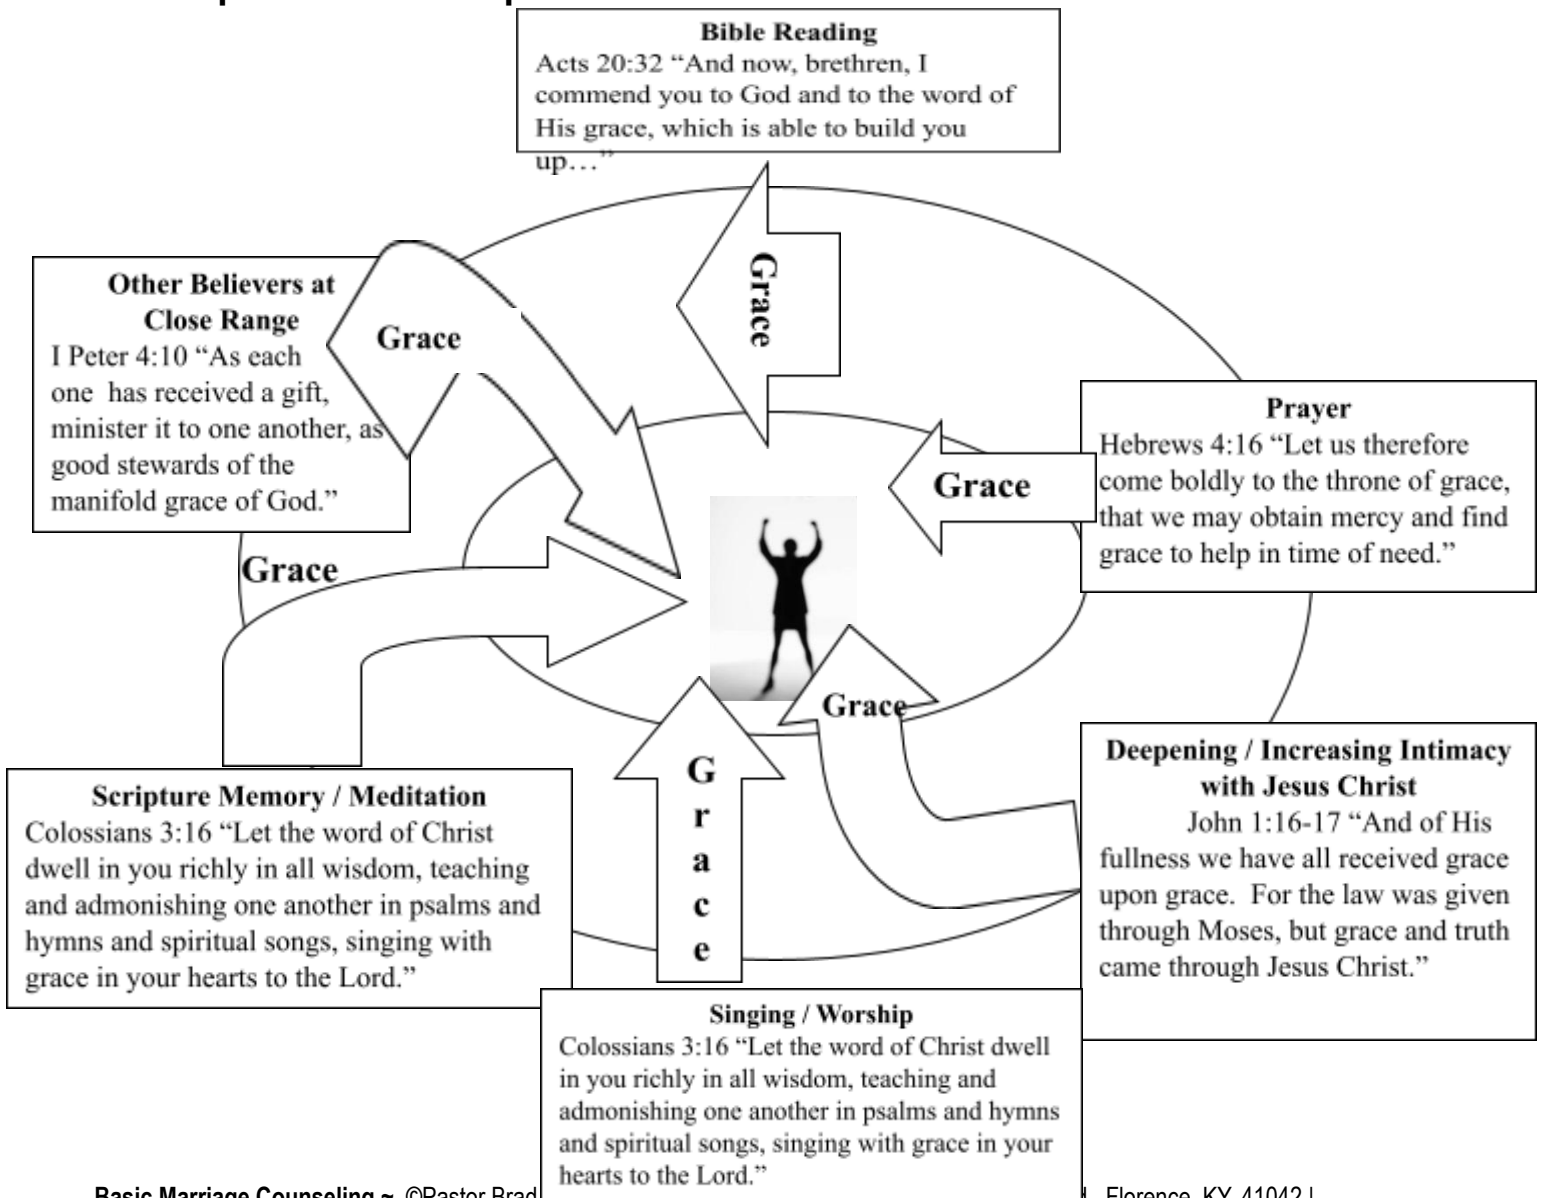 Bible Reading
Acts 20:32 “And now, brethren, I
commend you to God and to the word of
His grace, which is able to build you
up…”
Grace
Other Believers at
Close Range
I Peter 4:10 “As each
one  has received a gift,
minister it to one another, as
good stewards of the
manifold grace of God.”
Grace
Prayer
Hebrews 4:16 “Let us therefore
come boldly to the throne of grace,
that we may obtain mercy and find
grace to help in time of need.”
Grace
Grace
Scripture Memory / Meditation
Colossians 3:16 “Let the word of Christ
dwell in you richly in all wisdom, teaching
and admonishing one another in psalms and
hymns and spiritual songs, singing with
grace in your hearts to the Lord.”
Grace
Deepening / Increasing Intimacy
with Jesus Christ
John 1:16-17 “And of His
fullness we have all received grace
upon grace.  For the law was given
through Moses, but grace and truth
came through Jesus Christ.”
G
r
a
c
e
Singing / Worship
Colossians 3:16 “Let the word of Christ dwell
in you richly in all wisdom, teaching and
admonishing one another in psalms and hymns
and spiritual songs, singing with grace in your
hearts to the Lord.”
Basic Marriage Counseling ~ ©Pastor Brad Florence, KY 41042 |